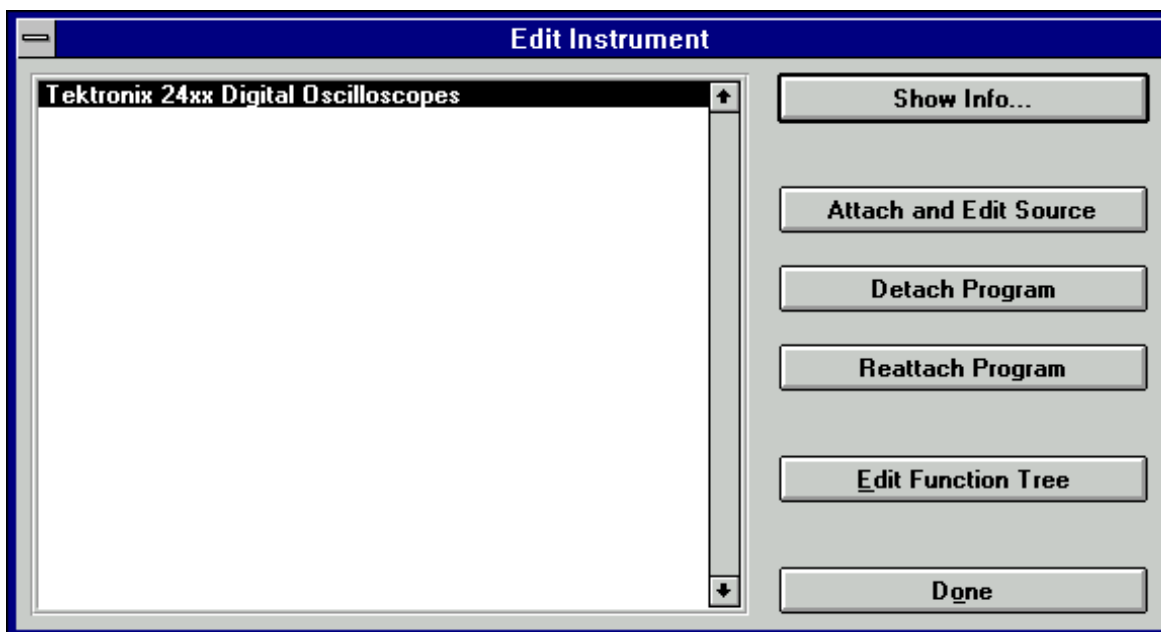 Edit Instrument
Tektronix 24xx Digital Oscilloscopes
Show Info...
Attach and Edit Source
Detach Program
Reattach Program
Edit Function Tree
Done